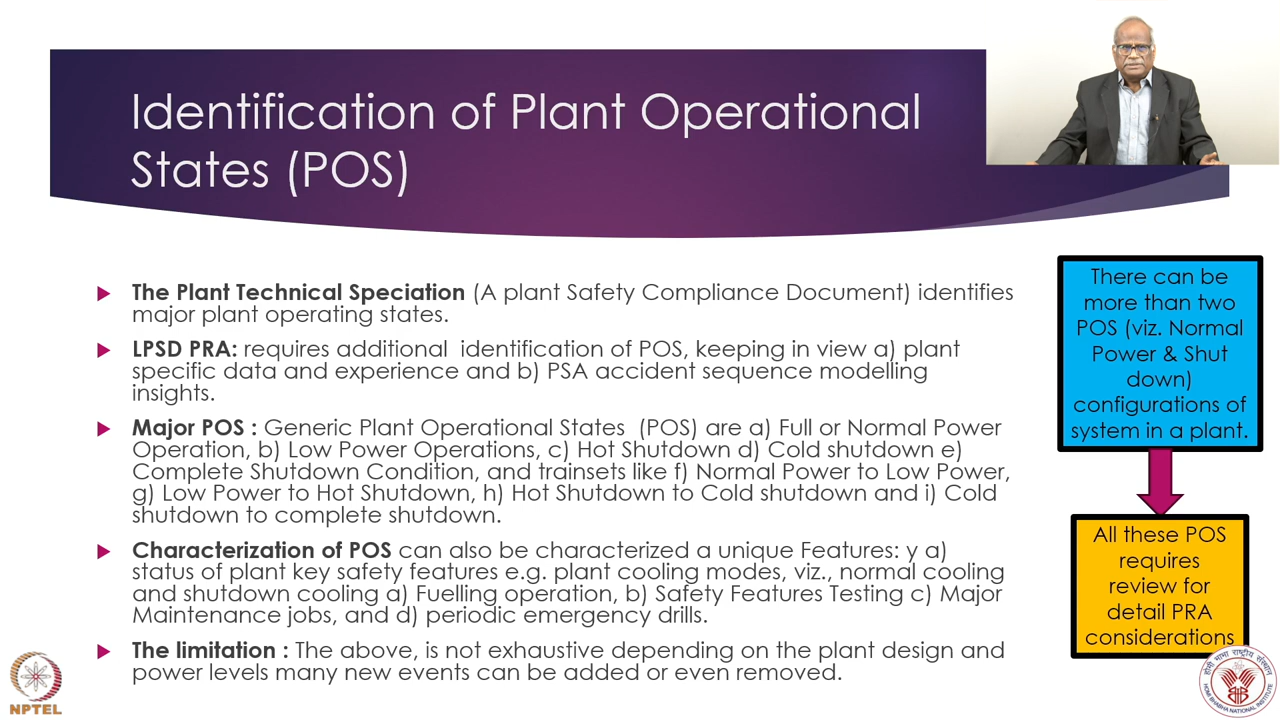 Identification of Plant Operational
States (POS)
The Plant Technical Speciation (A plant Safety Compliance Document) identifies
major plant operating states.
LPSD PRA: requires additional identification of POS, keeping in view a) plant
specific data and experience and b) PSA accident sequence modelling
insights.
Major POS : Generic Plant Operational States (POS) are a) Full or Normal Power
Operation, b) Low Power Operations, c) Hot Shutdown d) Cold shutdown e)
Complete Shutdown Condition, and trainsets like f) Normal Power to Low Power,
g) Low Power to Hot Shutdown, h) Hot Shutdown to Cold shutdown and i) Cold
shutdown to complete shutdown.
Characterization of POS can also be characterized a unique Features: y a)
status of plant key safety features e.g. plant cooling modes, viz., normal cooling
and shutdown cooling a) Fuelling operation, b) Safety Features Testing c) Major
Maintenance jobs, and d) periodic emergency drills.
The limitation : The above, is not exhaustive depending on the plant design and
power levels many new events can be added or even removed.
There can be
more than two
POS (viz. Normal
Power & Shut
down)
configurations of
system in a plant.
All these POS
requires
review for
detail PRA
considerations
NPTEL
होमी भाभा राष्ट्रीय संस्थान
HOMI BHABHA NATIONAL INSTITUTE